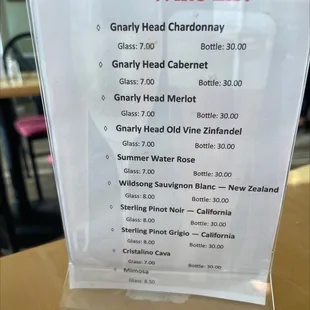 Gnarly Head Chardonnay
Glass: 7.00 Bottle: 30.00
Gnarly Head Cabernet
Glass: 7.00 Bottle: 30.00
Gnarly Head Merlot
Glass: 7.00 Bottle: 30.00
Gnarly Head Old Vine Zinfandel
Glass: 7.00 Bottle: 30.00
Summer Water Rose
Glass: 7.00 Bottle: 30.00
Wildsong Sauvignon Blanc — New Zealand
Glass: 8.00 Bottle: 30.00
Sterling Pinot Noir — California
Glass: 8.00 Bottle: 30.00
Sterling Pinot Grigio — California
Glass: 8.00 Bottle: 30.00
Cristalino Cava
Glass: 7.00 Bottle: 30.00
Mimosa
Glass: 8.50